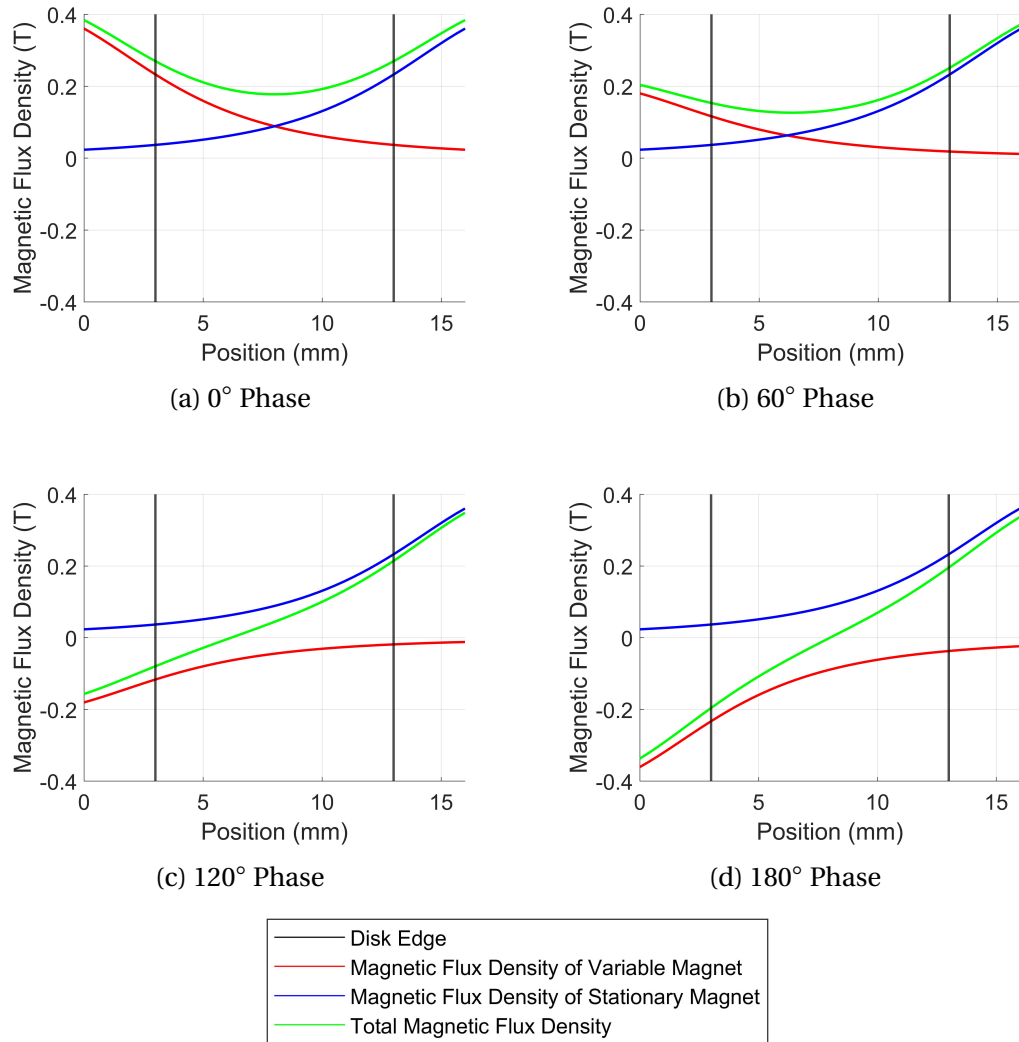 0.4
0.2
0
-0.2
-0.4
Magnetic Flux Density (T)
0 5 10 15
Position (mm)
(a) 0° Phase
0.4
0.2
0
-0.2
-0.4
Magnetic Flux Density (T)
0 5 10 15
Position (mm)
(b) 60° Phase
0.4
0.2
0
-0.2
-0.4
Magnetic Flux Density (T)
0 5 10 15
Position (mm)
(c) 120° Phase
0.4
0.2
0
-0.2
-0.4
Magnetic Flux Density (T)
0 5 10 15
Position (mm)
(d) 180° Phase
Disk Edge
Magnetic Flux Density of Variable Magnet
Magnetic Flux Density of Stationary Magnet
Total Magnetic Flux Density